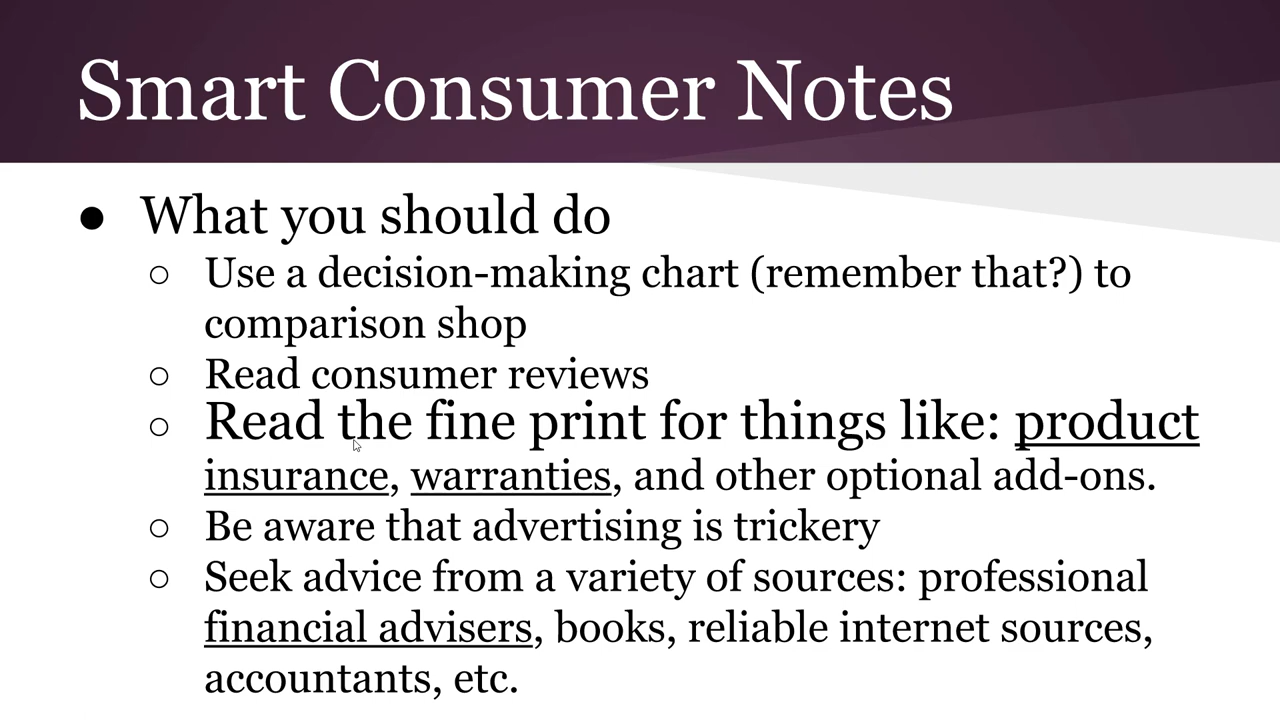 Smart Consumer Notes
● What you should do
○ Use a decision-making chart (remember that?) to
comparison shop
○ Read consumer reviews
○ Read the fine print for things like: product
insurance, warranties, and other optional add-ons.
○ Be aware that advertising is trickery
○ Seek advice from a variety of sources: professional
financial advisers, books, reliable internet sources,
accountants, etc.